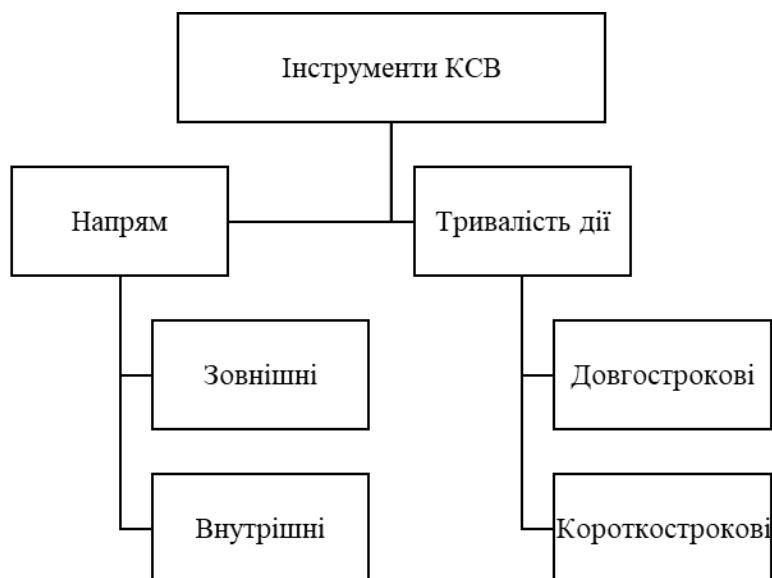 Інструменти КСВ
Напрям
Тривалість дії
Зовнішні
Довгострокові
Внутрішні
Короткострокові